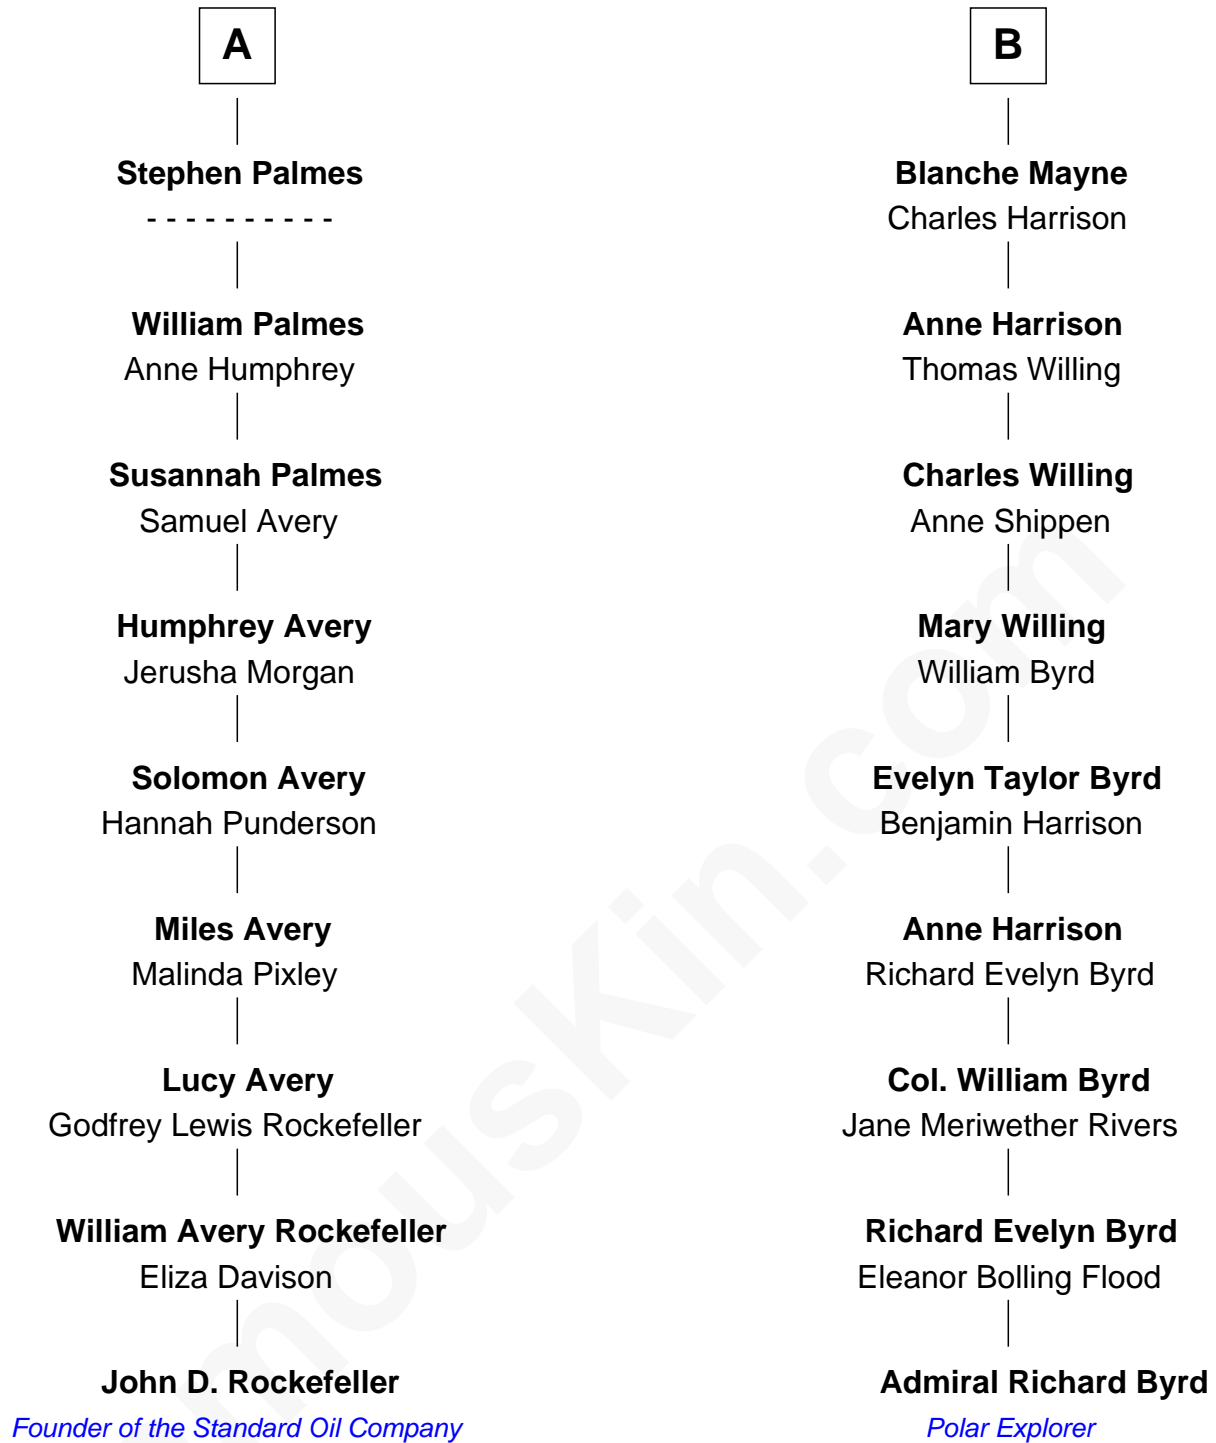 A
B
Stephen Palmes
Blanche Mayne
- - - - - - - - - -
Charles Harrison
William Palmes
Anne Harrison
Anne Humphrey
Thomas Willing
Susannah Palmes
Charles Willing
Samuel Avery
Anne Shippen
Humphrey Avery
Mary Willing
Jerusha Morgan
William Byrd
Solomon Avery
Evelyn Taylor Byrd
Hannah Punderson
Benjamin Harrison
Miles Avery
Anne Harrison
Malinda Pixley
Richard Evelyn Byrd
Lucy Avery
Col. William Byrd
Godfrey Lewis Rockefeller
Jane Meriwether Rivers
William Avery Rockefeller
Richard Evelyn Byrd
Eliza Davison
Eleanor Bolling Flood
John D. Rockefeller
Admiral Richard Byrd
Founder of the Standard Oil Company
Polar Explorer
mousKin.com